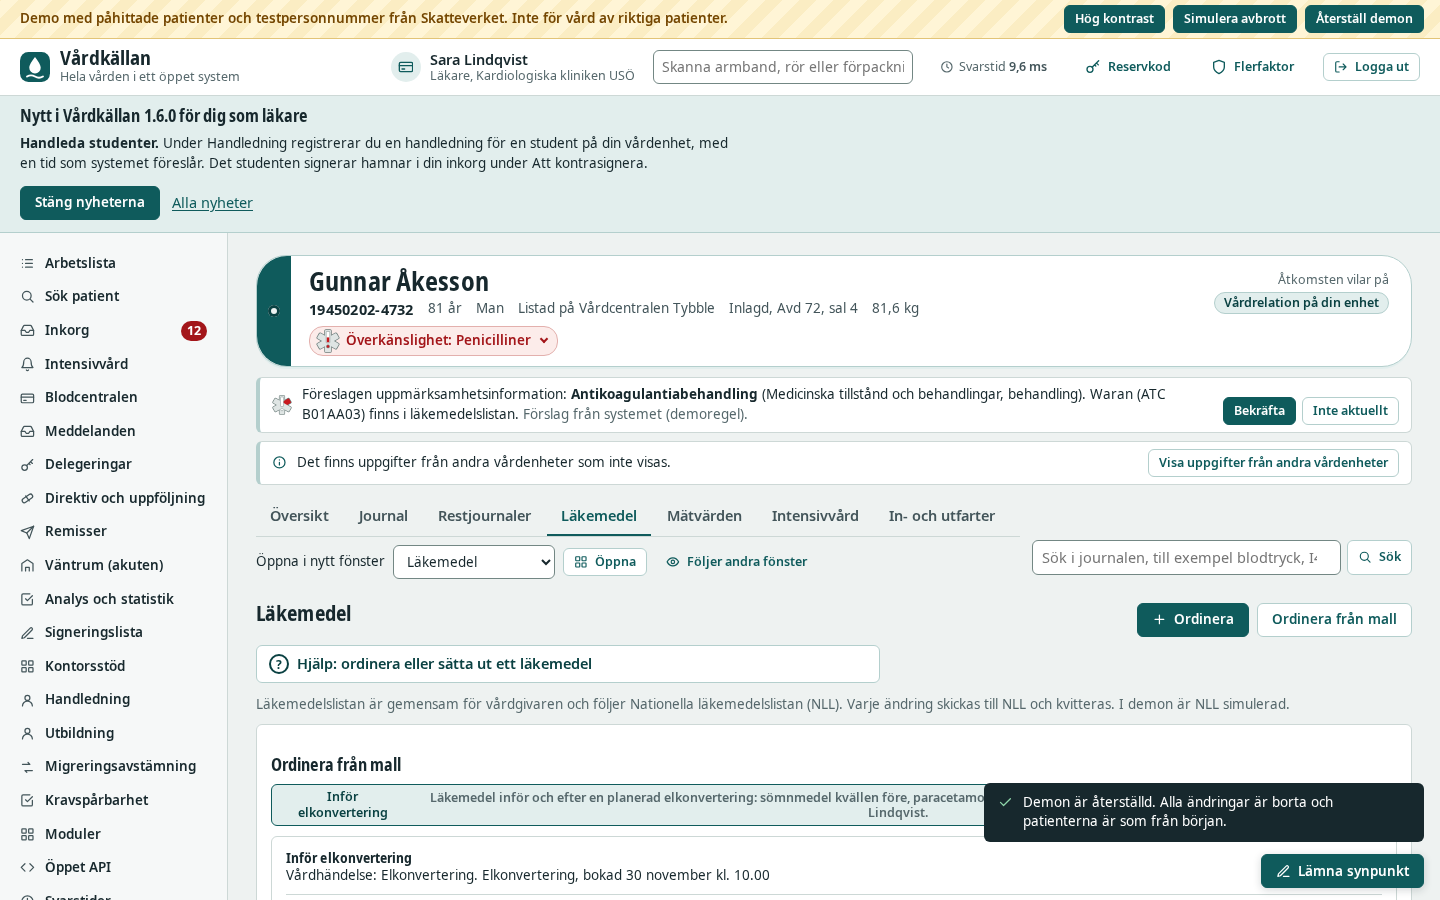 Demo med påhittade patienter och testpersonnummer från Skatteverket. Inte för vård av riktiga patienter.
Hög kontrast
Simulera avbrott
Återställ demon
Vårdkällan
Hela vården i ett öppet system
Sara Lindqvist
Läkare, Kardiologiska kliniken USÖ
Skanna armband, rör eller förpackni
Svarstid 9,6 ms
Reservkod
Flerfaktor
Logga ut
Nytt i Vårdkällan 1.6.0 för dig som läkare
Handleda studenter. Under Handledning registrerar du en handledning för en student på din vårdenhet, med
en tid som systemet föreslår. Det studenten signerar hamnar i din inkorg under Att kontrasignera.
Stäng nyheterna
Alla nyheter
Arbetslista
Sök patient
Inkorg
12
Intensivvård
Blodcentralen
Meddelanden
Delegeringar
Direktiv och uppföljning
Remisser
Väntrum (akuten)
Analys och statistik
Signeringslista
Kontorsstöd
Handledning
Utbildning
Migreringsavstämning
Kravspårbarhet
Moduler
Öppet API
Svarstider
Gunnar Åkesson
19450202-4732 81 år Man Listad på Vårdcentralen Tybble Inlagd, Avd 72, sal 4 81,6 kg
Överkänslighet: Penicilliner
Åtkomsten vilar på
Vårdrelation på din enhet
Föreslagen uppmärksamhetsinformation: Antikoagulantiabehandling (Medicinska tillstånd och behandlingar, behandling). Waran (ATC
B01AA03) finns i läkemedelslistan. Förslag från systemet (demoregel).
Bekräfta
Inte aktuellt
Det finns uppgifter från andra vårdenheter som inte visas.
Visa uppgifter från andra vårdenheter
Översikt
Journal
Restjournaler
Läkemedel
Mätvärden
Intensivvård
In- och utfarter
Öppna i nytt fönster
Läkemedel
Öppna
Följer andra fönster
Sök i journalen, till exempel blodtryck, I
Sök
Läkemedel
Ordinera
Ordinera från mall
? Hjälp: ordinera eller sätta ut ett läkemedel
Läkemedelslistan är gemensam för vårdgivaren och följer Nationella läkemedelslistan (NLL). Varje ändring skickas till NLL och kvitteras. I demon är NLL simulerad.
Ordinera från mall
Inför
elkonvertering
Läkemedel inför och efter en planerad elkonvertering: sömnmedel kvällen före, paracetamo
Lindqvist.
Inför elkonvertering
Vårdhändelse: Elkonvertering. Elkonvertering, bokad 30 november kl. 10.00
Demon är återställd. Alla ändringar är borta och
patienterna är som från början.
Lämna synpunkt